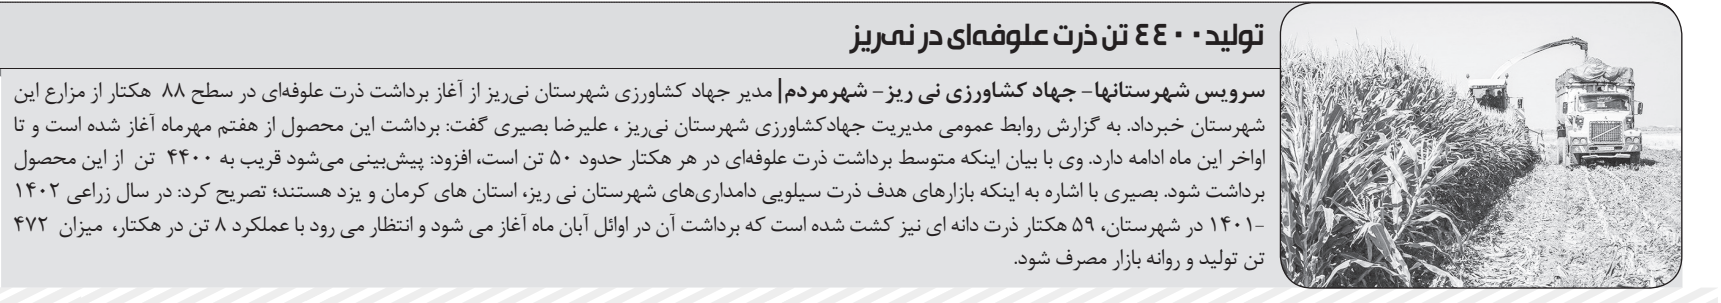 تولید ۴۴۰۰ تن ذرت علوفه‌ای در نی‌ریز
سرویس شهرستانها- جهاد کشاورزی نی ریز- شهرمردم| مدیر جهاد کشاورزی شهرستان نی‌ریز از آغاز برداشت ذرت علوفه‌ای در سطح ۸۸ هکتار از مزارع این
شهرستان خبرداد. به گزارش روابط عمومی مدیریت جهادکشاورزی شهرستان نی‌ریز ، علیرضا بصیری گفت: برداشت این محصول از هفتم مهرماه آغاز شده است و تا
اواخر این ماه ادامه دارد. وی با بیان اینکه متوسط برداشت ذرت علوفه‌ای در هر هکتار حدود ۵۰ تن است، افزود: پیش‌بینی می‌شود قریب به ۴۴۰۰ تن از این محصول
برداشت شود. بصیری با اشاره به اینکه بازارهای هدف ذرت سیلویی دامداری‌های شهرستان نی ریز، استان های کرمان و یزد هستند؛ تصریح کرد: در سال زراعی ۱۴۰۲
-۱۴۰۱ در شهرستان، ۵۹ هکتار ذرت دانه ای نیز کشت شده است که برداشت آن در اوائل آبان ماه آغاز می شود و انتظار می رود با عملکرد ۸ تن در هکتار، میزان ۴۷۲
تن تولید و روانه بازار مصرف شود.